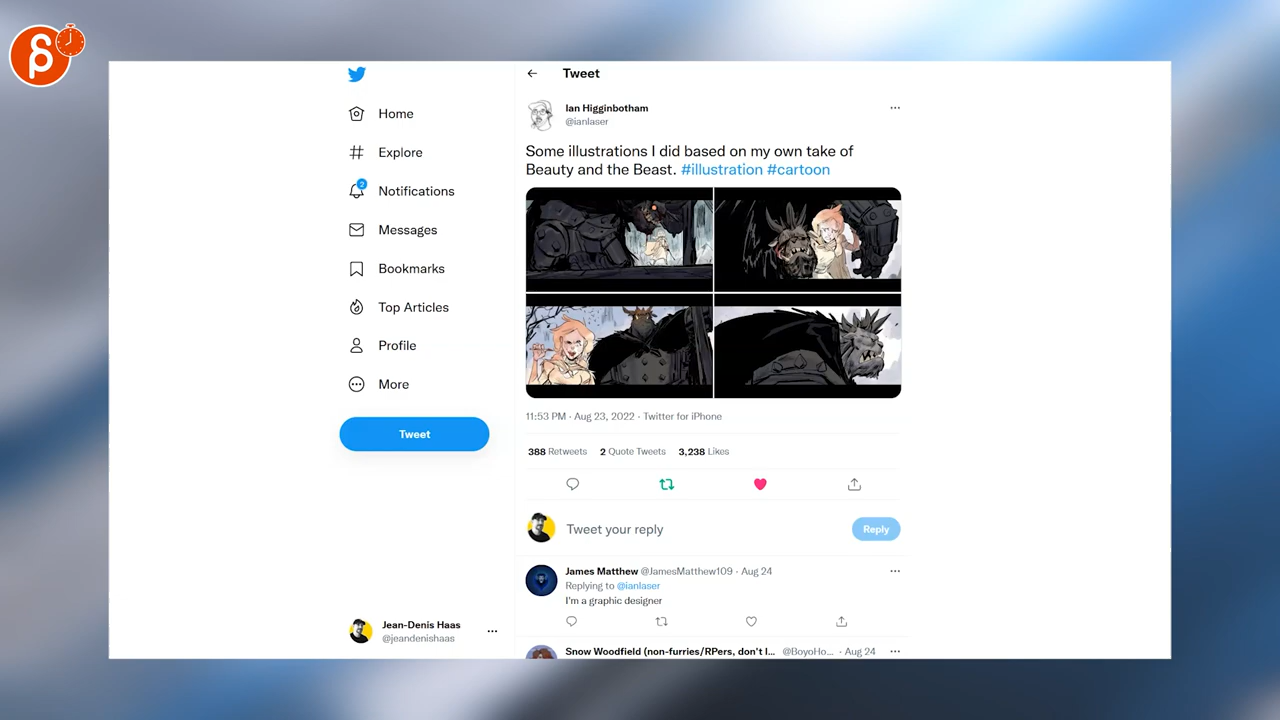 Tweet
Home
Explore
2
Notifications
Messages
Bookmarks
Top Articles
Profile
More
Tweet
Jean-Denis Haas
@jeandenishaas
Ian Higginbotham
@ianlaser
Some illustrations I did based on my own take of
Beauty and the Beast. #illustration #cartoon
11:53 PM · Aug 23, 2022 · Twitter for iPhone
388 Retweets 2 Quote Tweets 3,238 Likes
Tweet your reply
Reply
James Matthew @JamesMatthew109 · Aug 24
Replying to @ianlaser
I'm a graphic designer
Snow Woodfield (non-furries/RPers, don't l... @BoyoHo... · Aug 24